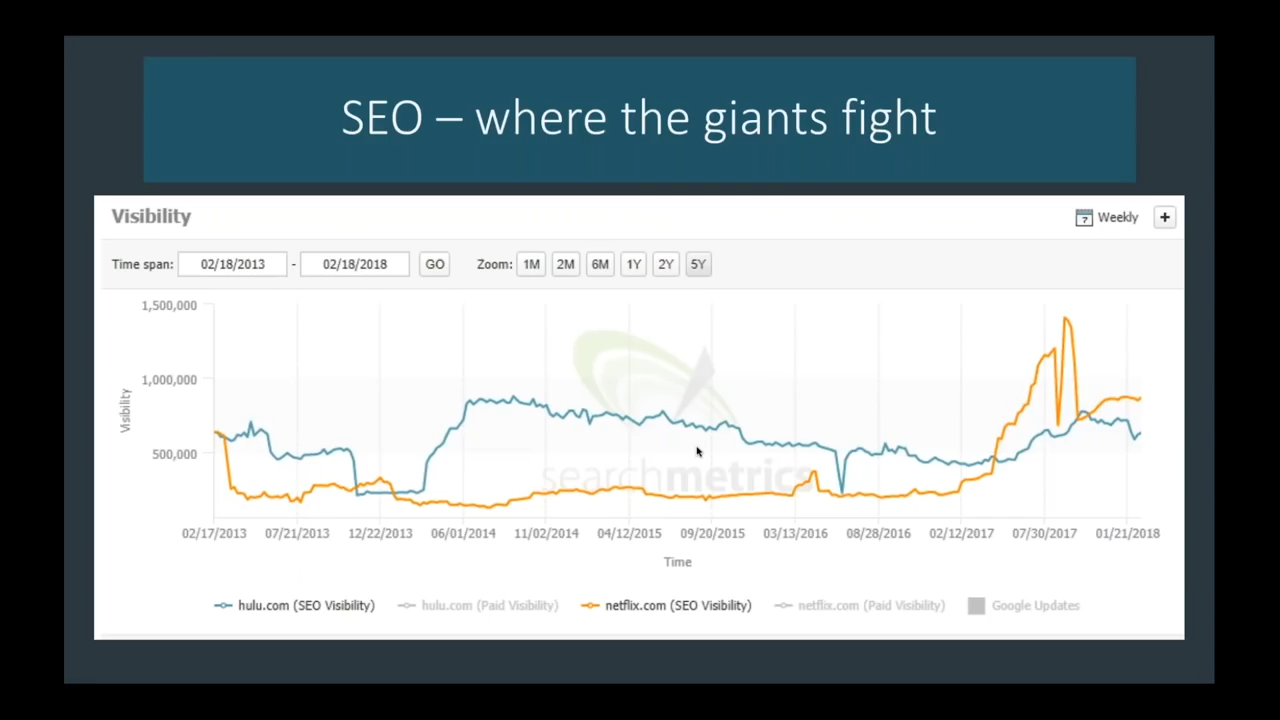 SEO – where the giants fight
Visibility
7 Weekly +
Time span: 02/18/2013 - 02/18/2018 GO Zoom: 1M 2M 6M 1Y 2Y 5Y
1,500,000
1,000,000
500,000
Visibility
searchmetrics
02/17/2013 07/21/2013 12/22/2013 06/01/2014 11/02/2014 04/12/2015 09/20/2015 03/13/2016 08/28/2016 02/12/2017 07/30/2017 01/21/2018
Time
hulu.com (SEO Visibility) hulu.com (Paid Visibility) netflix.com (SEO Visibility) netflix.com (Paid Visibility) Google Updates